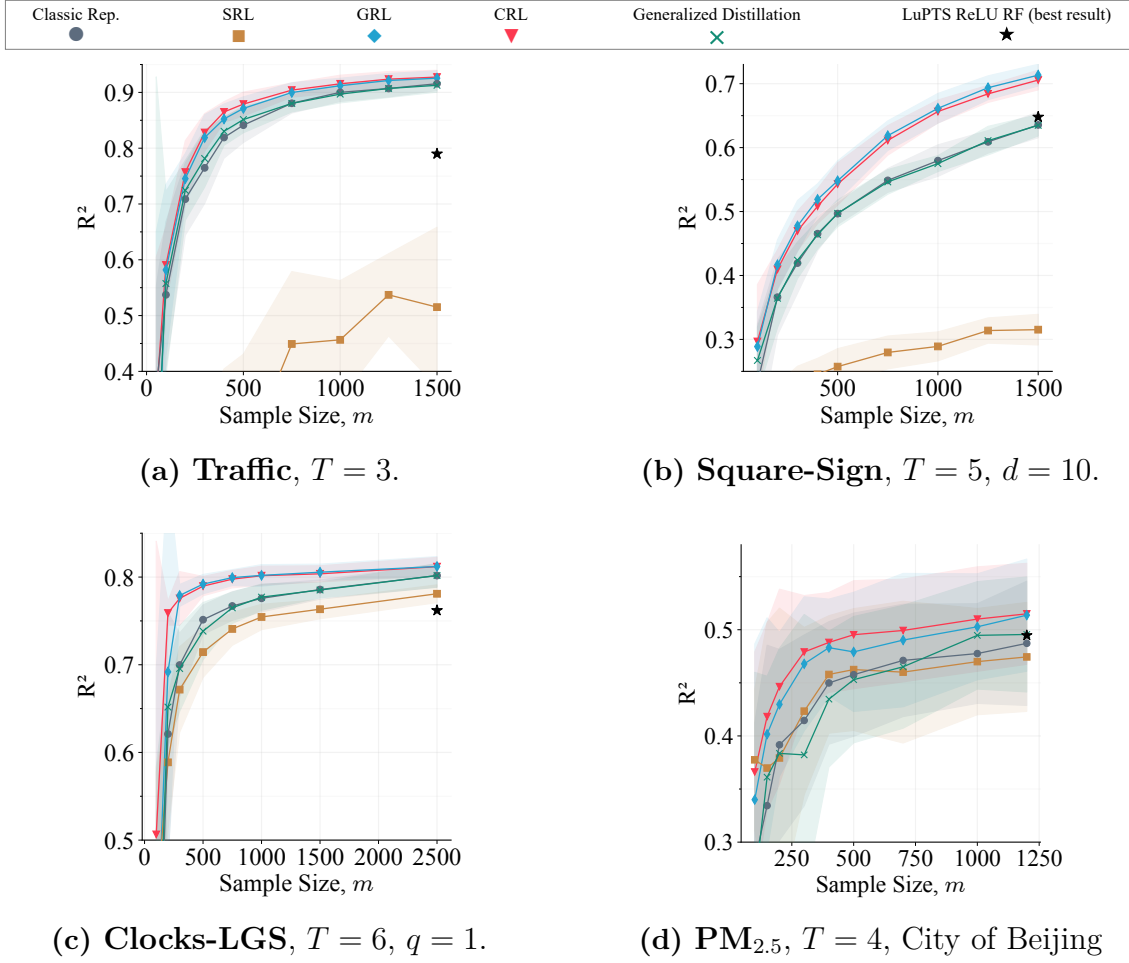 Classic Rep. SRL GRL CRL Generalized Distillation LuPTS ReLU RF (best result)
0.9
0.8
0.7
0.6
0.5
0.4
R²
0 500 1000 1500
Sample Size, m
(a) Traffic, T = 3.
0.7
0.6
0.5
0.4
0.3
R²
500 1000 1500
Sample Size, m
(b) Square-Sign, T = 5, d = 10.
0.8
0.7
0.6
0.5
R²
0 500 1000 1500 2000 2500
Sample Size, m
(c) Clocks-LGS, T = 6, q = 1.
0.5
0.4
0.3
R²
250 500 750 1000 1250
Sample Size, m
(d) PM₂.₅, T = 4, City of Beijing